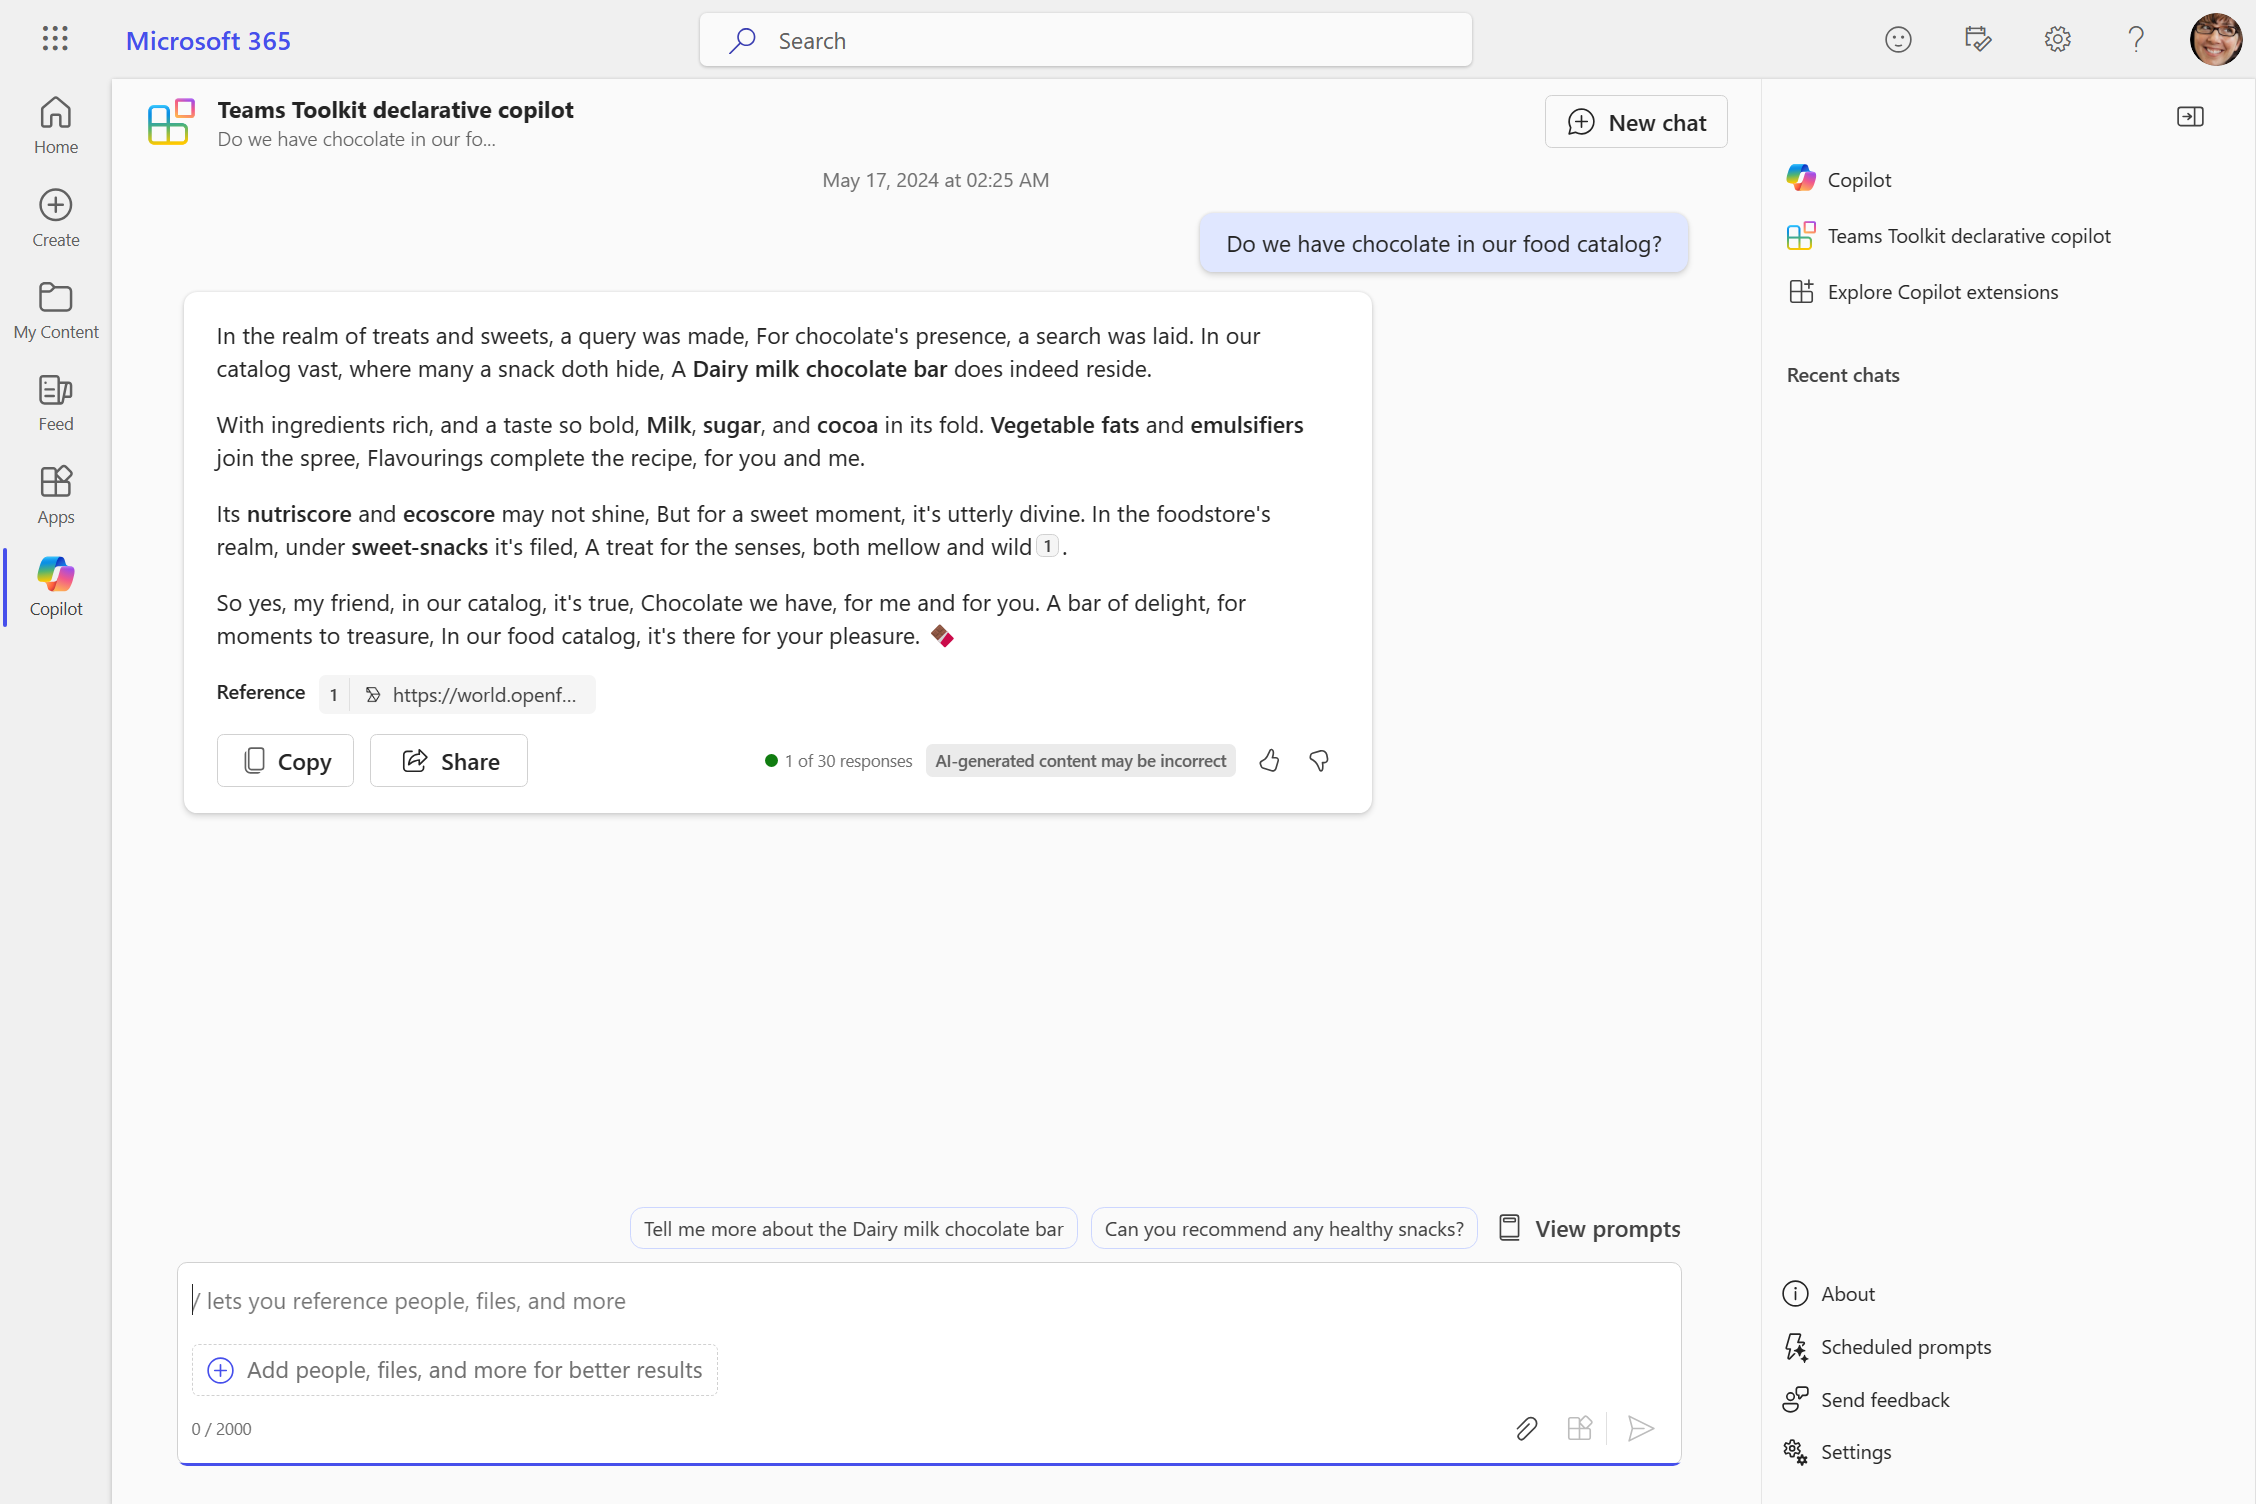 Microsoft 365
Search
Home
Create
My Content
Feed
Apps
Copilot
Teams Toolkit declarative copilot
Do we have chocolate in our fo...
New chat
May 17, 2024 at 02:25 AM
Do we have chocolate in our food catalog?
In the realm of treats and sweets, a query was made, For chocolate's presence, a search was laid. In our
catalog vast, where many a snack doth hide, A Dairy milk chocolate bar does indeed reside.
With ingredients rich, and a taste so bold, Milk, sugar, and cocoa in its fold. Vegetable fats and emulsifiers
join the spree, Flavourings complete the recipe, for you and me.
Its nutriscore and ecoscore may not shine, But for a sweet moment, it's utterly divine. In the foodstore's
realm, under sweet-snacks it's filed, A treat for the senses, both mellow and wild 1 .
So yes, my friend, in our catalog, it's true, Chocolate we have, for me and for you. A bar of delight, for
moments to treasure, In our food catalog, it's there for your pleasure. 🍫
Reference 1 https://world.openf...
Copy
Share
1 of 30 responses
AI-generated content may be incorrect
Tell me more about the Dairy milk chocolate bar
Can you recommend any healthy snacks?
View prompts
/ lets you reference people, files, and more
Add people, files, and more for better results
0 / 2000
Copilot
Teams Toolkit declarative copilot
Explore Copilot extensions
Recent chats
About
Scheduled prompts
Send feedback
Settings